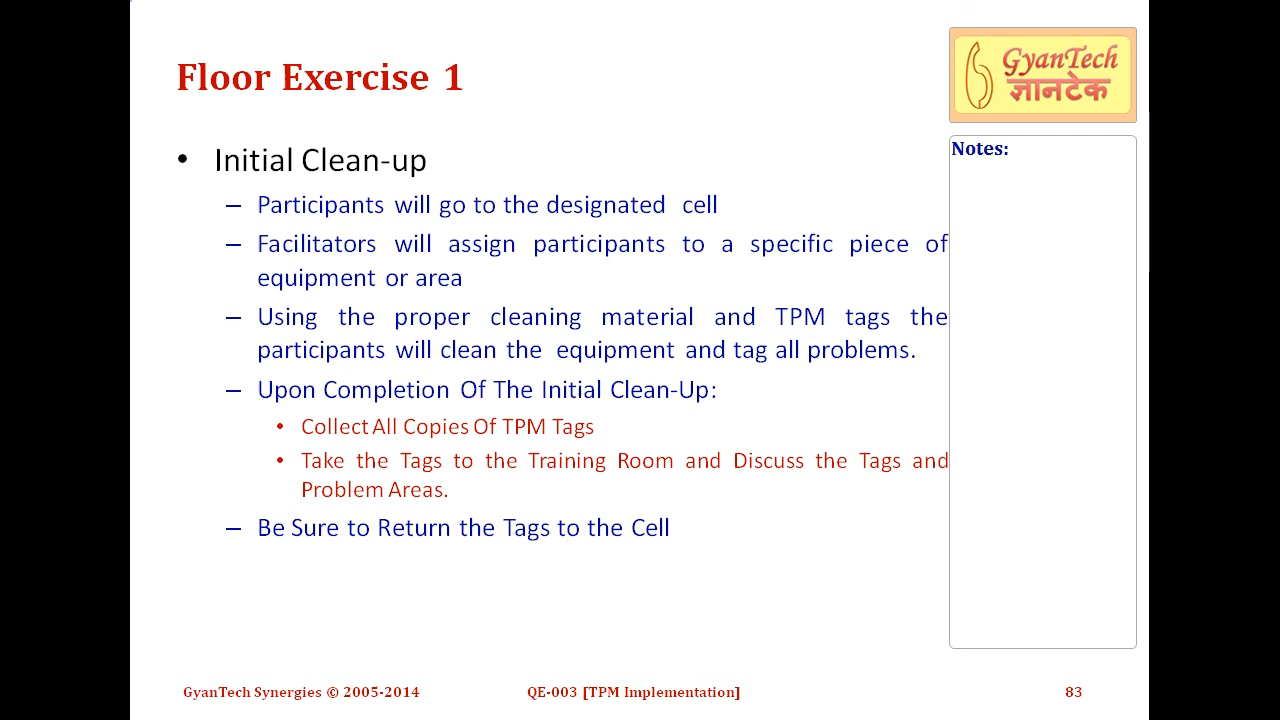 Floor Exercise 1
GyanTech
ज्ञानटेक
Notes:
• Initial Clean-up
– Participants will go to the designated cell
– Facilitators will assign participants to a specific piece of
equipment or area
– Using the proper cleaning material and TPM tags the
participants will clean the equipment and tag all problems.
– Upon Completion Of The Initial Clean-Up:
• Collect All Copies Of TPM Tags
• Take the Tags to the Training Room and Discuss the Tags and
Problem Areas.
– Be Sure to Return the Tags to the Cell
GyanTech Synergies © 2005-2014
QE-003 [TPM Implementation]
83